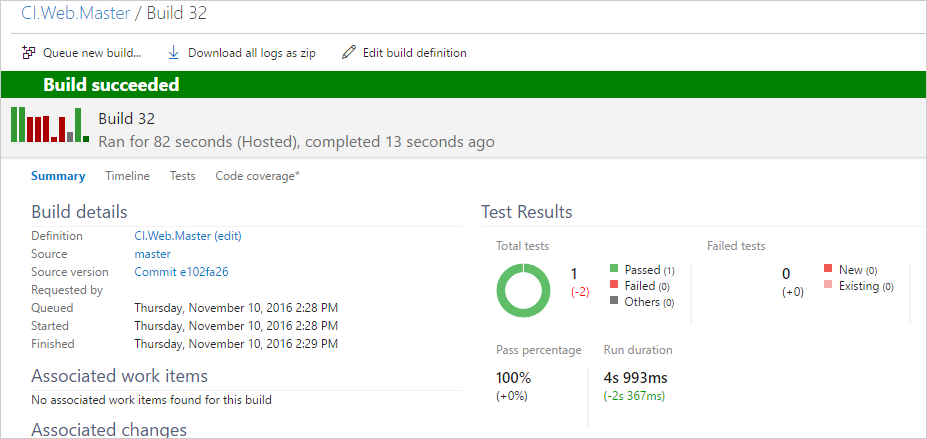 CI.Web.Master / Build 32
Queue new build... Download all logs as zip Edit build definition
Build succeeded
Build 32
Ran for 82 seconds (Hosted), completed 13 seconds ago
Summary Timeline Tests Code coverage*
Build details
Definition CI.Web.Master (edit)
Source master
Source version Commit e102fa26
Requested by
Queued Thursday, November 10, 2016 2:28 PM
Started Thursday, November 10, 2016 2:28 PM
Finished Thursday, November 10, 2016 2:29 PM
Associated work items
No associated work items found for this build
Associated changes
Test Results
Total tests
1
(-2)
Passed (1)
Failed (0)
Others (0)
Failed tests
0
(+0)
New (0)
Existing (0)
Pass percentage
100%
(+0%)
Run duration
4s 993ms
(-2s 367ms)